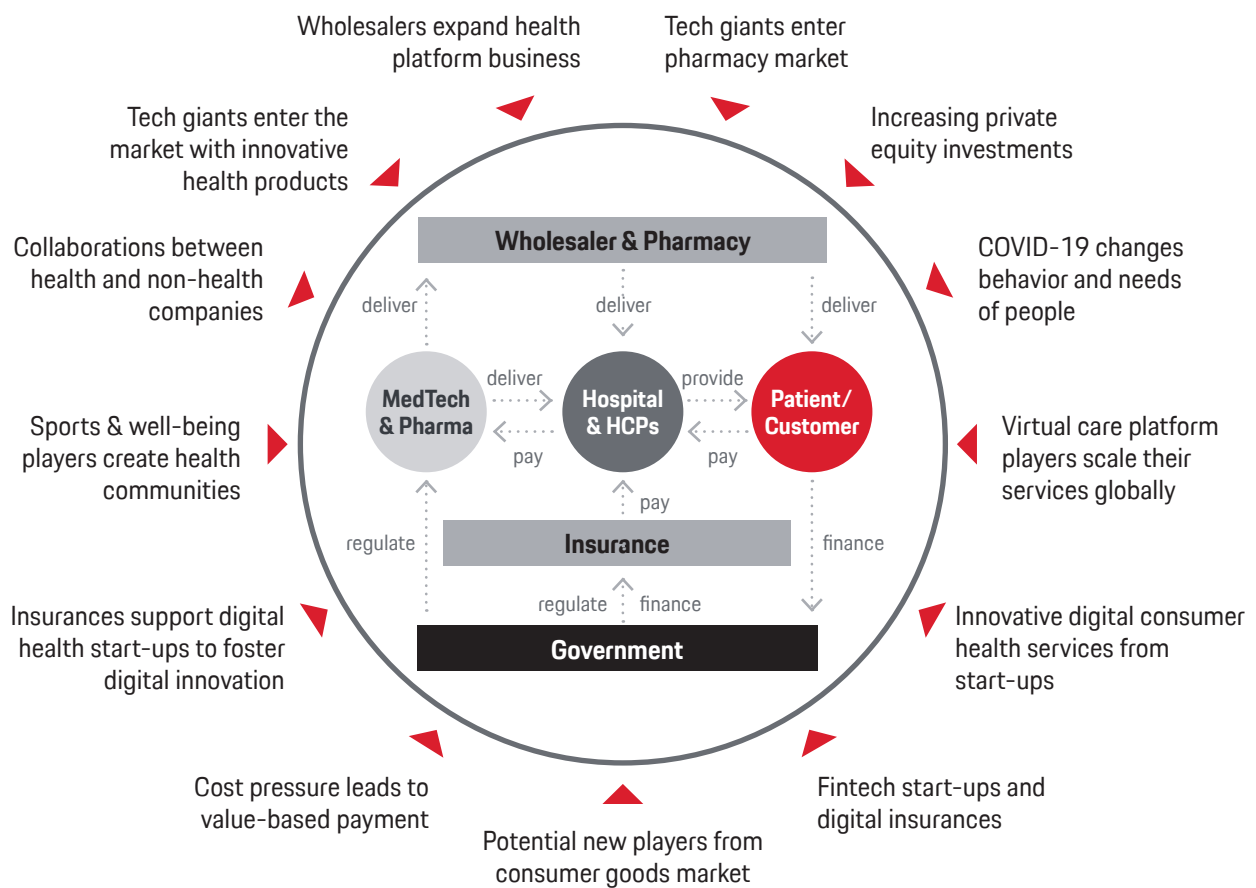 Wholesalers expand health
platform business
Tech giants enter
pharmacy market
Tech giants enter the
market with innovative
health products
Increasing private
equity investments
Collaborations between
health and non-health
companies
COVID-19 changes
behavior and needs
of people
Sports & well-being
players create health
communities
Virtual care platform
players scale their
services globally
Insurances support digital
health start-ups to foster
digital innovation
Innovative digital consumer
health services from
start-ups
Cost pressure leads to
value-based payment
Fintech start-ups and
digital insurances
Potential new players from
consumer goods market
Wholesaler & Pharmacy
deliver
deliver
deliver
MedTech
& Pharma
deliver
pay
Hospital
& HCPs
provide
pay
Patient/
Customer
pay
regulate
Insurance
finance
regulate
finance
Government